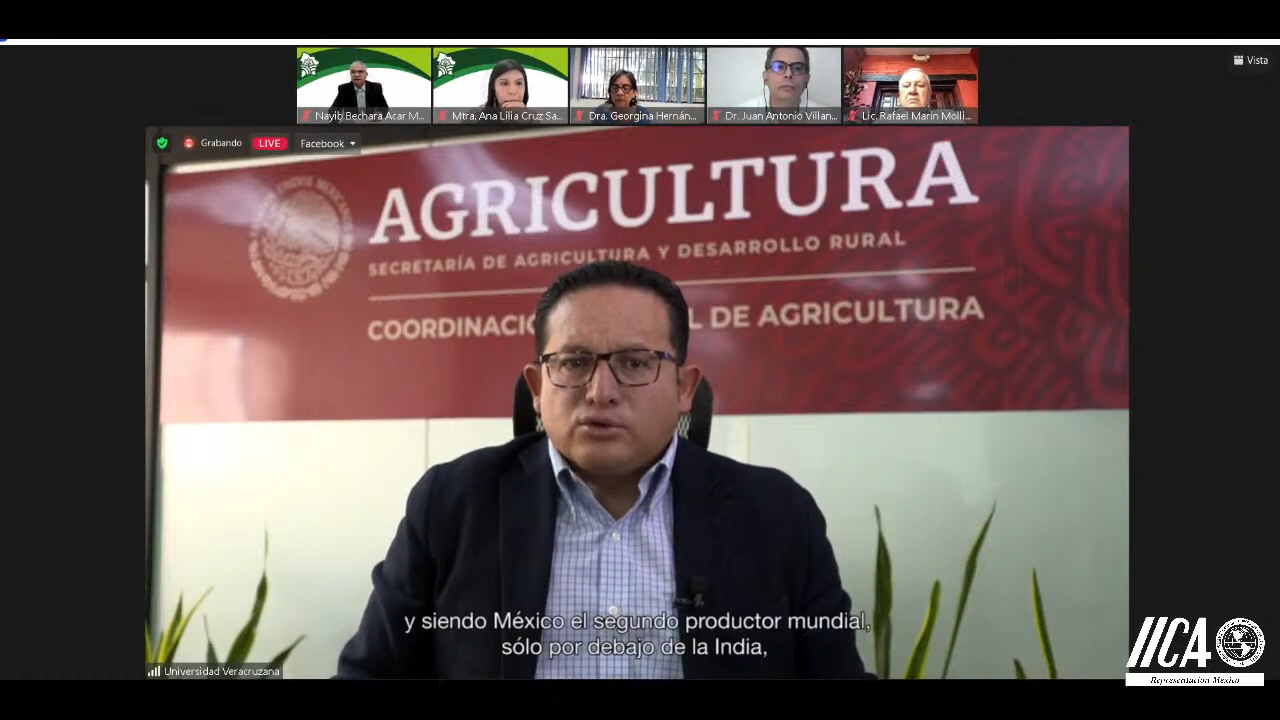 Vista
Nayib Bechara Acar M...
Mtra. Ana Lilia Cruz Sa...
Dra. Georgina Hernán...
Dr. Juan Antonio Villan...
Lic. Rafael Marin Molli...
Grabando
LIVE
Facebook
AGRICULTURA
SECRETARÍA DE AGRICULTURA Y DESARROLLO RURAL
COORDINACIÓ L DE AGRICULTURA
y siendo México el segundo productor mundial,
sólo por debajo de la India,
Universidad Veracruzana
IICA
Representación México